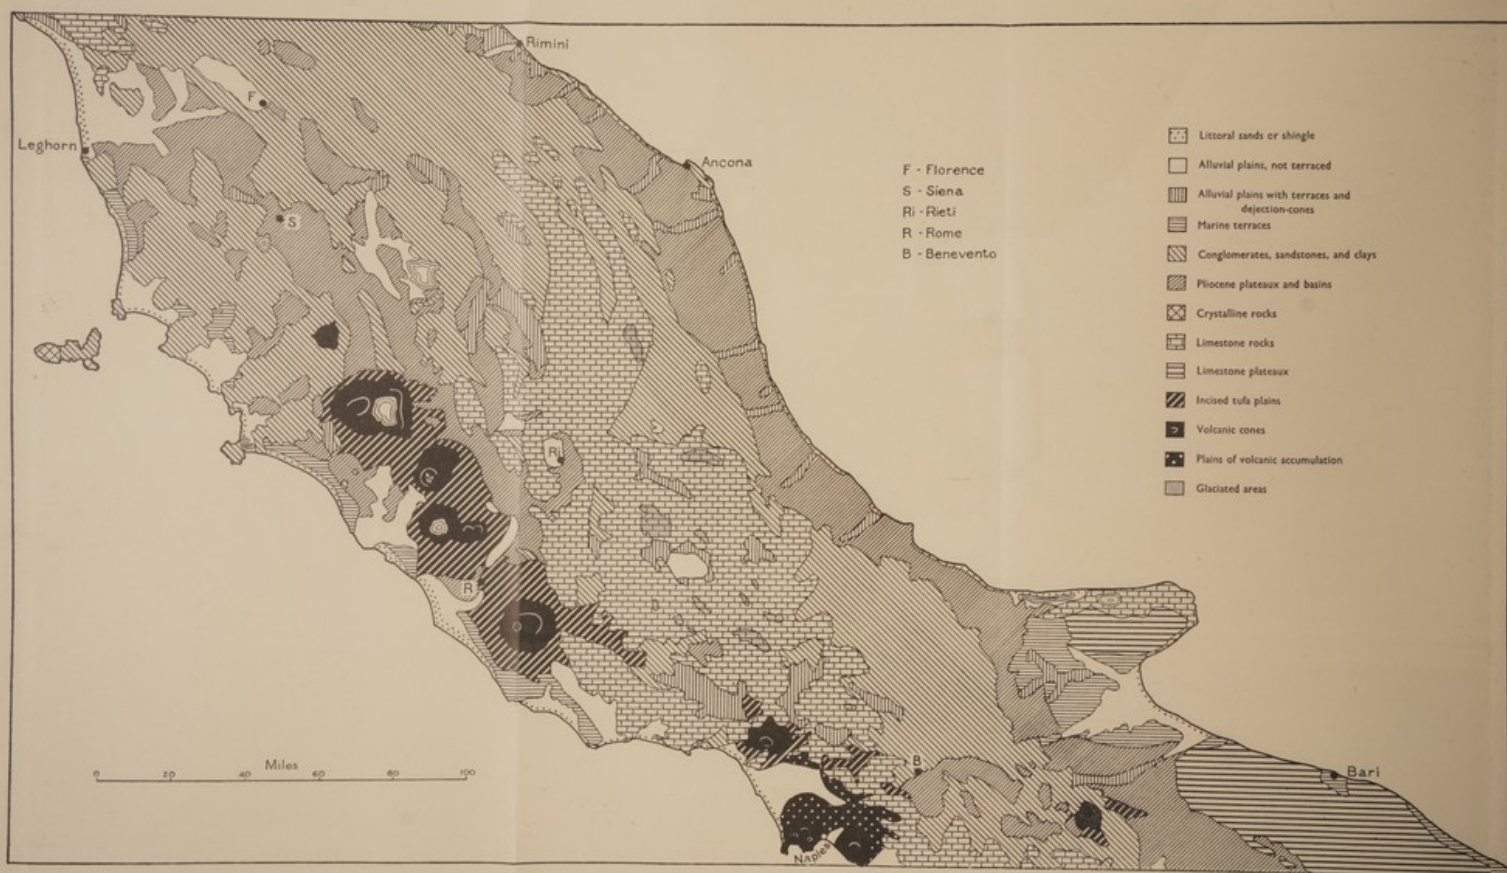 Rimini
F
Leghorn
Ancona
S
F - Florence
S - Siena
Ri - Rieti
R - Rome
B - Benevento
Littoral sands or shingle
Alluvial plains, not terraced
Alluvial plains with terraces and
dejection-cones
Marine terraces
Conglomerates, sandstones, and clays
Pliocene plateaux and basins
Crystalline rocks
Limestone rocks
Limestone plateaux
Incised tufa plains
Volcanic cones
Plains of volcanic accumulation
Glaciated areas
Ri
R
Miles
0 20 40 60 80 100
B
Bari
Naples